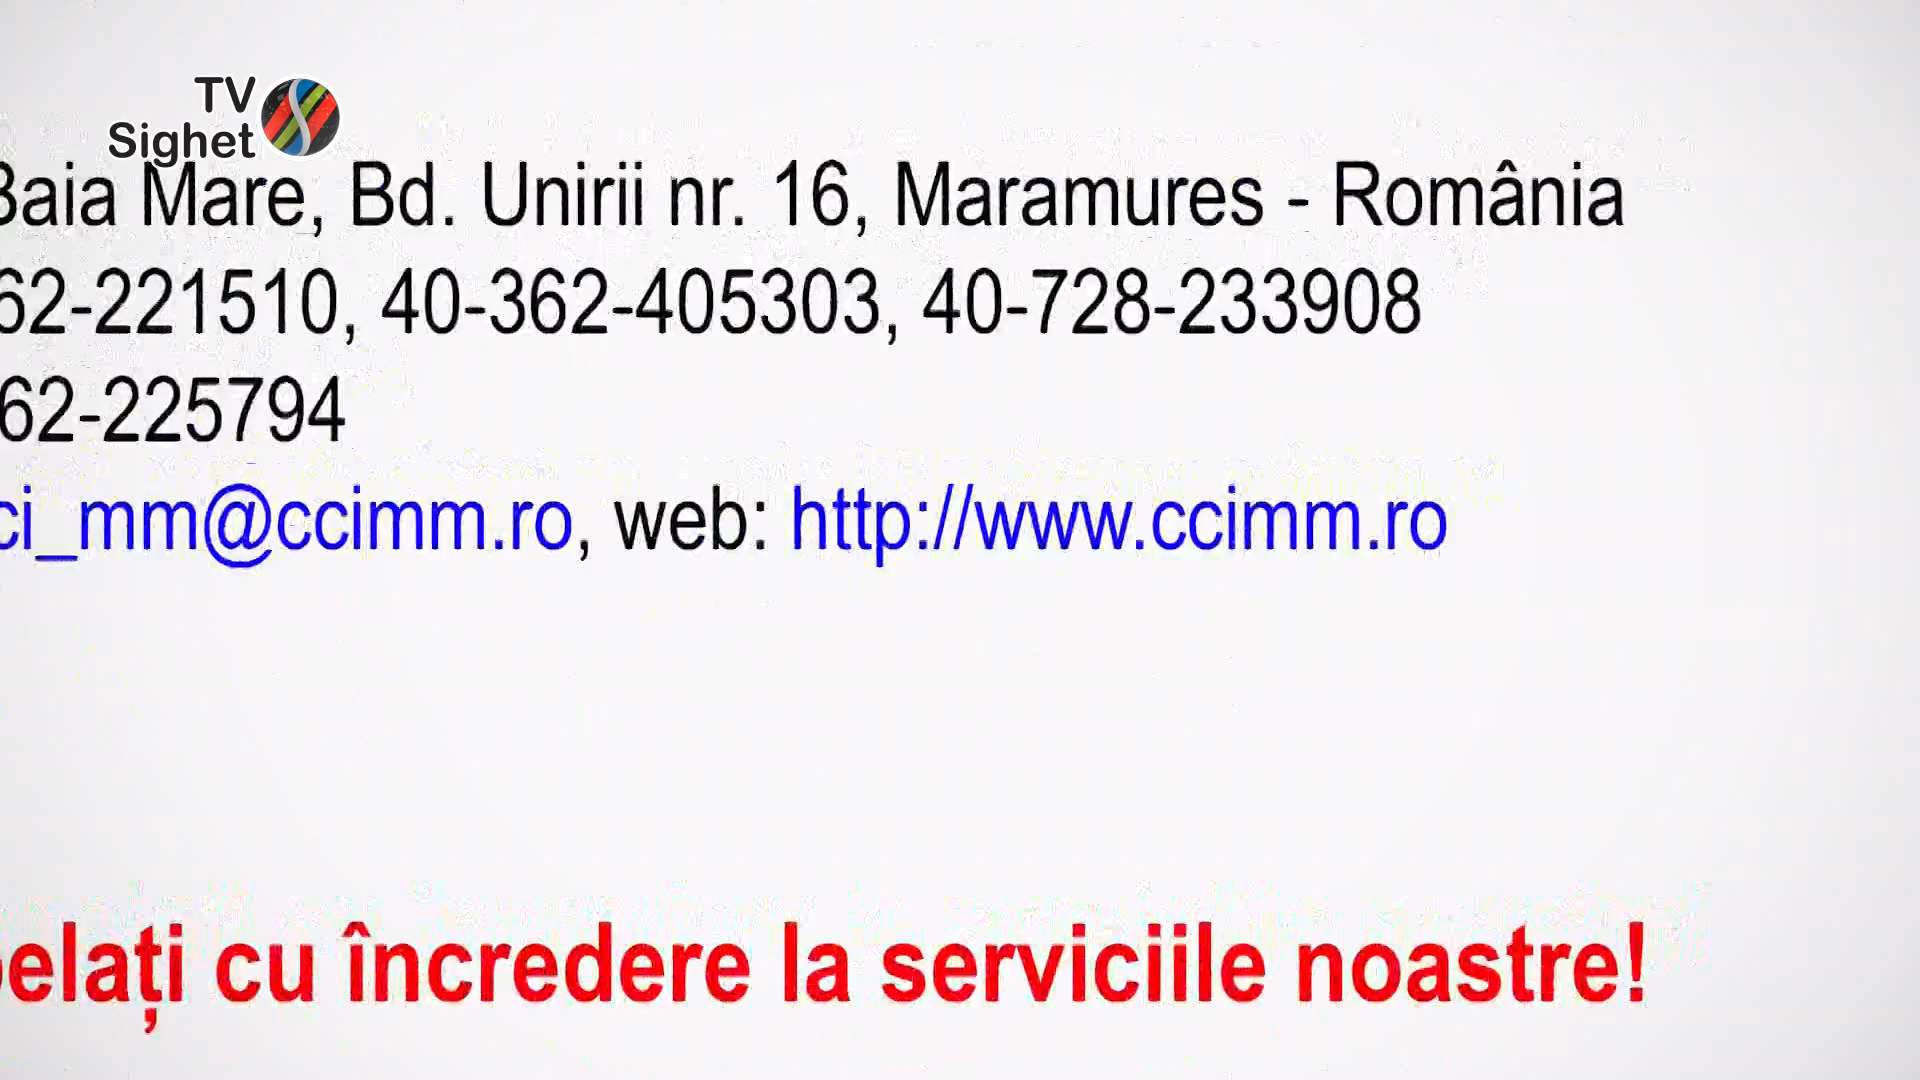 TV
Sighet
Baia Mare, Bd. Unirii nr. 16, Maramures - România
62-221510, 40-362-405303, 40-728-233908
62-225794
ci_mm@ccimm.ro, web: http://www.ccimm.ro
elați cu încredere la serviciile noastre!